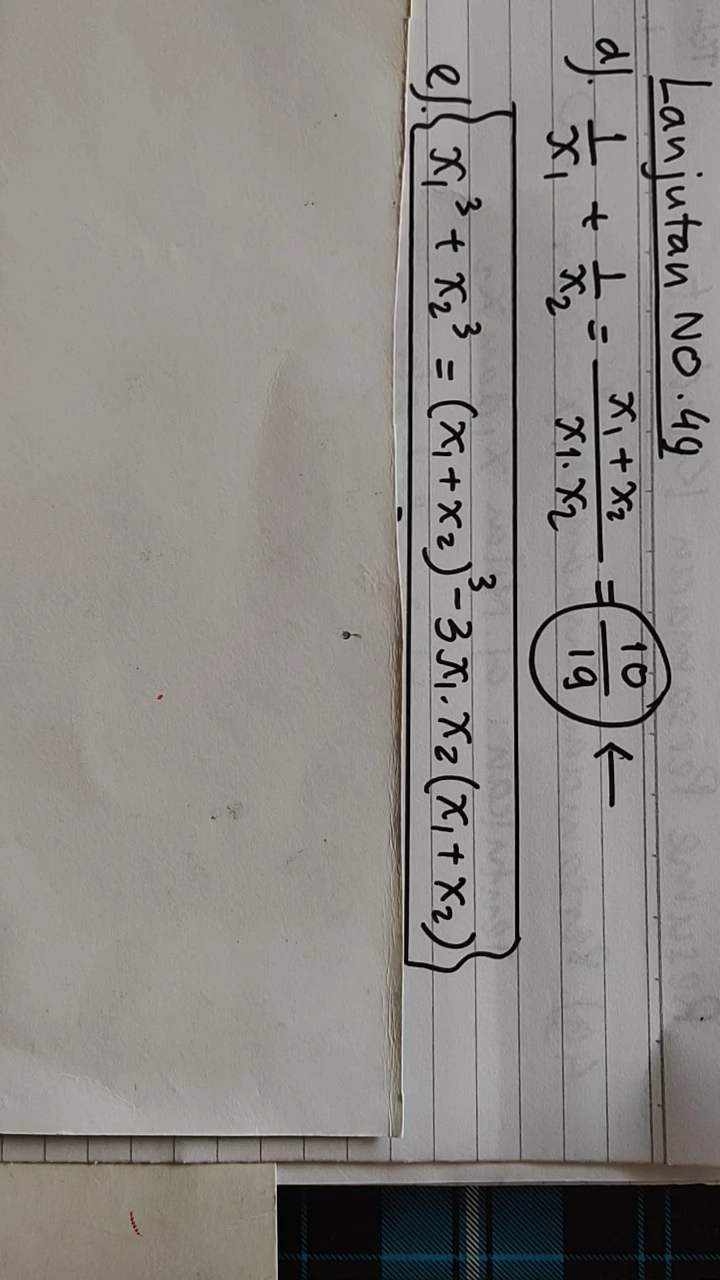 Lanjutan NO.49
d). 1/x₁ + 1/x₂ = (x₁+x₂)/(x₁.x₂) = 10/19 ←
e). {x₁³ + x₂³ = (x₁+x₂)³ - 3x₁.x₂(x₁+x₂)}